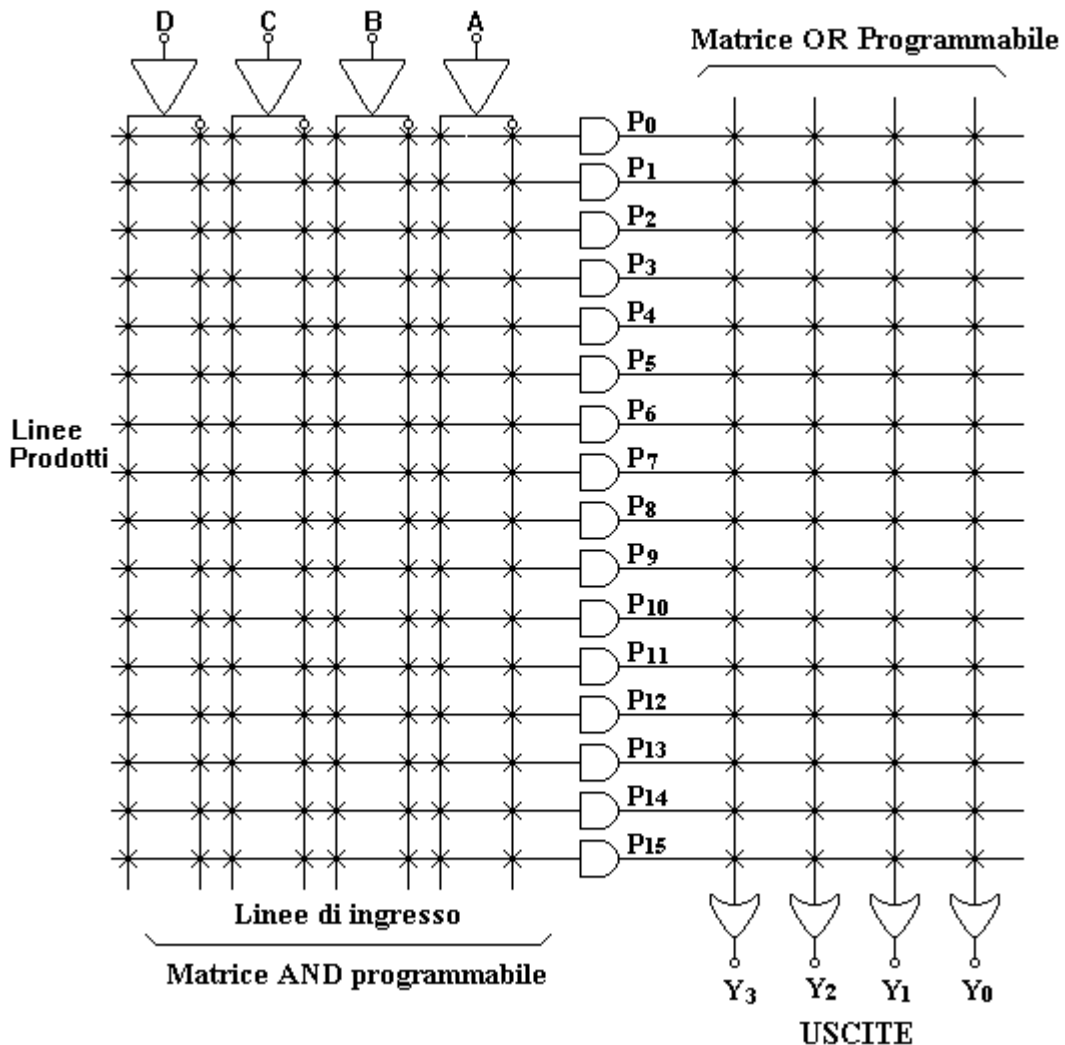 D C B A
Matrice OR Programmabile
P0
P1
P2
P3
P4
P5
P6
Linee
Prodotti
P7
P8
P9
P10
P11
P12
P13
P14
P15
Linee di ingresso
Matrice AND programmabile
Y3 Y2 Y1 Y0
USCITE